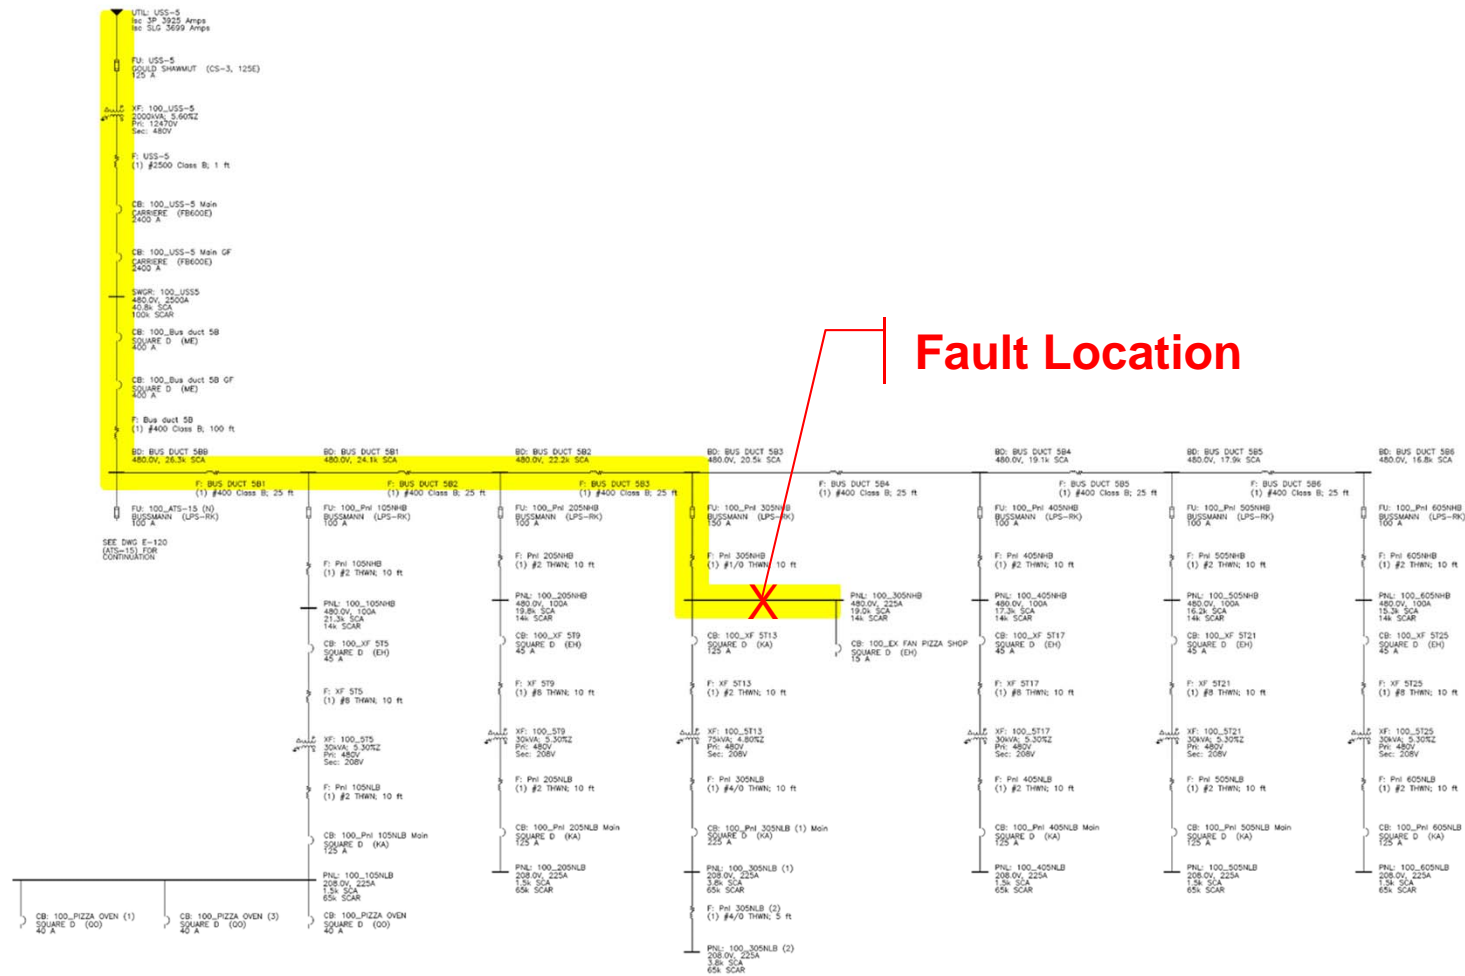 UTIL: USS-5
Isc 3P 3925 Amps
Isc SLG 3699 Amps
FU: USS-5
GOULD SHAWMUT (CS-3, 125E)
125 A
XF: 100_USS-5
2000kVA; 5.60%Z
Pri: 12470V
Sec: 480V
F: USS-5
(1) #2500 Class B; 1 ft
CB: 100_USS-5 Main
CARRIERE (FB600E)
2400 A
CB: 100_USS-5 Main GF
CARRIERE (FB600E)
2400 A
SWGR: 100_USS5
480.0V, 2500A
40.8k SCA
100k SCAR
CB: 100_Bus duct 5B
SQUARE D (ME)
400 A
CB: 100_Bus duct 5B GF
SQUARE D (ME)
400 A
F: Bus duct 5B
(1) #400 Class B; 100 ft
Fault Location
X
BD: BUS DUCT 5BB
480.0V, 26.3k SCA
BD: BUS DUCT 5B1
480.0V, 24.1k SCA
BD: BUS DUCT 5B2
480.0V, 22.2k SCA
BD: BUS DUCT 5B3
480.0V, 20.5k SCA
BD: BUS DUCT 5B4
480.0V, 19.1k SCA
BD: BUS DUCT 5B5
480.0V, 17.9k SCA
BD: BUS DUCT 5B6
480.0V, 16.8k SCA
F: BUS DUCT 5B1
(1) #400 Class B; 25 ft
F: BUS DUCT 5B2
(1) #400 Class B; 25 ft
F: BUS DUCT 5B3
(1) #400 Class B; 25 ft
F: BUS DUCT 5B4
(1) #400 Class B; 25 ft
F: BUS DUCT 5B5
(1) #400 Class B; 25 ft
F: BUS DUCT 5B6
(1) #400 Class B; 25 ft
FU: 100_ATS-15 (N)
BUSSMANN (LPS-RK)
100 A
SEE DWG E-120
(ATS-15) FOR
CONTINUATION
FU: 100_Pnl 105NHB
BUSSMANN (LPS-RK)
100 A
F: Pnl 105NHB
(1) #2 THWN; 10 ft
PNL: 100_105NHB
480.0V, 100A
21.3k SCA
14k SCAR
CB: 100_XF 5T5
SQUARE D (EH)
45 A
F: XF 5T5
(1) #8 THWN; 10 ft
XF: 100_5T5
30kVA; 5.30%Z
Pri: 480V
Sec: 208V
F: Pnl 105NLB
(1) #2 THWN; 10 ft
CB: 100_Pnl 105NLB Main
SQUARE D (KA)
125 A
PNL: 100_105NLB
208.0V, 225A
1.5k SCA
65k SCAR
CB: 100_PIZZA OVEN (1)
SQUARE D (QO)
40 A
CB: 100_PIZZA OVEN (3)
SQUARE D (QO)
40 A
CB: 100_PIZZA OVEN
SQUARE D (QO)
40 A
FU: 100_Pnl 205NHB
BUSSMANN (LPS-RK)
100 A
F: Pnl 205NHB
(1) #2 THWN; 10 ft
PNL: 100_205NHB
480.0V, 100A
19.8k SCA
14k SCAR
CB: 100_XF 5T9
SQUARE D (EH)
45 A
F: XF 5T9
(1) #8 THWN; 10 ft
XF: 100_5T9
30kVA; 5.30%Z
Pri: 480V
Sec: 208V
F: Pnl 205NLB
(1) #2 THWN; 10 ft
CB: 100_Pnl 205NLB Main
SQUARE D (KA)
125 A
PNL: 100_205NLB
208.0V, 225A
1.5k SCA
65k SCAR
FU: 100_Pnl 305NHB
BUSSMANN (LPS-RK)
150 A
F: Pnl 305NHB
(1) #1/0 THWN; 10 ft
PNL: 100_305NHB
480.0V, 225A
19.0k SCA
14k SCAR
CB: 100_XF 5T13
SQUARE D (KA)
125 A
CB: 100_EX FAN PIZZA SHOP
SQUARE D (EH)
15 A
F: XF 5T13
(1) #2 THWN; 10 ft
XF: 100_5T13
75kVA; 4.80%Z
Pri: 480V
Sec: 208V
F: Pnl 305NLB
(1) #4/0 THWN; 10 ft
CB: 100_Pnl 305NLB (1) Main
SQUARE D (KA)
225 A
PNL: 100_305NLB (1)
208.0V, 225A
3.8k SCA
65k SCAR
F: Pnl 305NLB (2)
(1) #4/0 THWN; 5 ft
PNL: 100_305NLB (2)
208.0V, 225A
3.8k SCA
65k SCAR
FU: 100_Pnl 405NHB
BUSSMANN (LPS-RK)
100 A
F: Pnl 405NHB
(1) #2 THWN; 10 ft
PNL: 100_405NHB
480.0V, 100A
17.3k SCA
14k SCAR
CB: 100_XF 5T17
SQUARE D (EH)
45 A
F: XF 5T17
(1) #8 THWN; 10 ft
XF: 100_5T17
30kVA; 5.30%Z
Pri: 480V
Sec: 208V
F: Pnl 405NLB
(1) #2 THWN; 10 ft
CB: 100_Pnl 405NLB Main
SQUARE D (KA)
125 A
PNL: 100_405NLB
208.0V, 225A
1.5k SCA
65k SCAR
FU: 100_Pnl 505NHB
BUSSMANN (LPS-RK)
100 A
F: Pnl 505NHB
(1) #2 THWN; 10 ft
PNL: 100_505NHB
480.0V, 100A
16.2k SCA
14k SCAR
CB: 100_XF 5T21
SQUARE D (EH)
45 A
F: XF 5T21
(1) #8 THWN; 10 ft
XF: 100_5T21
30kVA; 5.30%Z
Pri: 480V
Sec: 208V
F: Pnl 505NLB
(1) #2 THWN; 10 ft
CB: 100_Pnl 505NLB Main
SQUARE D (KA)
125 A
PNL: 100_505NLB
208.0V, 225A
1.5k SCA
65k SCAR
FU: 100_Pnl 605NHB
BUSSMANN (LPS-RK)
100 A
F: Pnl 605NHB
(1) #2 THWN; 10 ft
PNL: 100_605NHB
480.0V, 100A
15.3k SCA
14k SCAR
CB: 100_XF 5T25
SQUARE D (EH)
45 A
F: XF 5T25
(1) #8 THWN; 10 ft
XF: 100_5T25
30kVA; 5.30%Z
Pri: 480V
Sec: 208V
F: Pnl 605NLB
(1) #2 THWN; 10 ft
CB: 100_Pnl 605NLB
SQUARE D (KA)
125 A
PNL: 100_605NLB
208.0V, 225A
1.5k SCA
65k SCAR